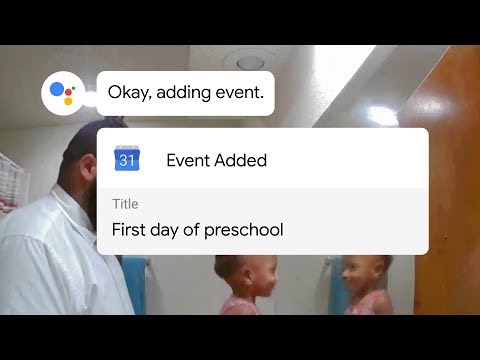 Okay, adding event.
31
Event Added
Title
First day of preschool